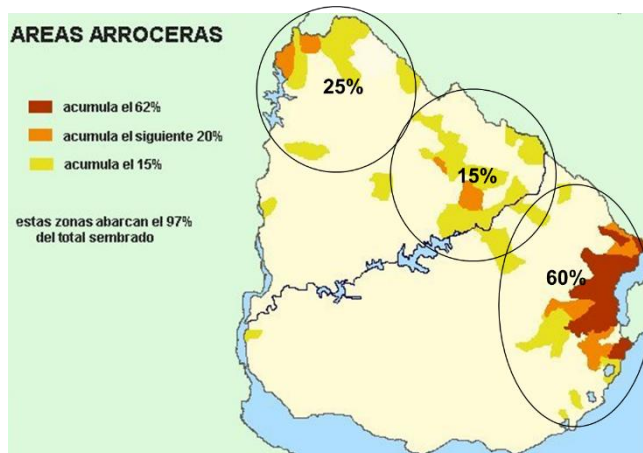 AREAS ARROCERAS
acumula el 62%
acumula el siguiente 20%
acumula el 15%
estas zonas abarcan el 97%
del total sembrado
25%
15%
60%